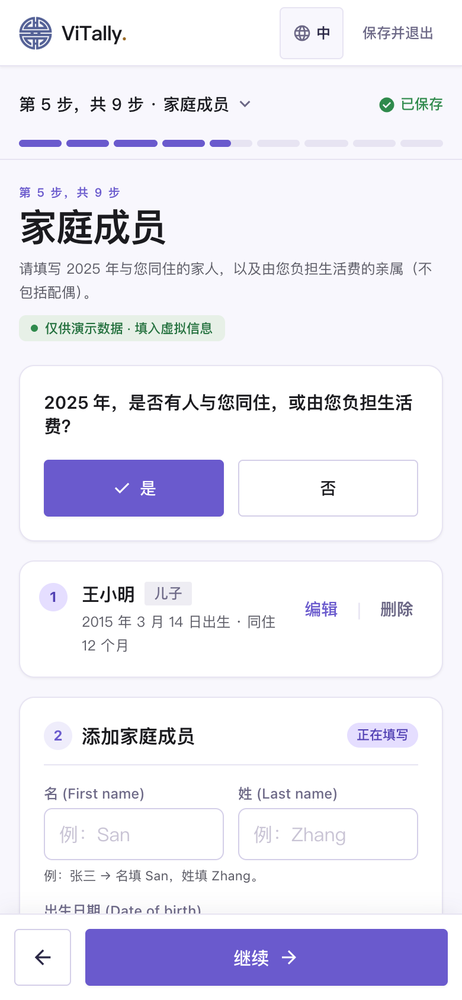 ViTally.
中
保存并退出
第 5 步，共 9 步 · 家庭成员
已保存
第 5 步，共 9 步
家庭成员
请填写 2025 年与您同住的家人，以及由您负担生活费的亲属（不
包括配偶）。
仅供演示数据 · 填入虚拟信息
2025 年，是否有人与您同住，或由您负担生活
费？
是
否
1
王小明
儿子
2015 年 3 月 14 日出生 · 同住
12 个月
编辑
删除
2
添加家庭成员
正在填写
名 (First name)
姓 (Last name)
例：San
例：Zhang
例：张三 → 名填 San，姓填 Zhang。
出生日期 (Date of birth)
继续 →